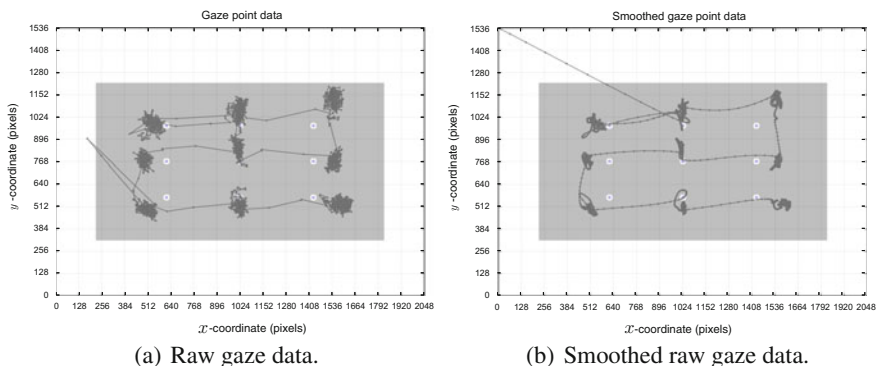 Gaze point data
1536
1408
1280
1152
1024
896
768
640
512
384
256
128
0
y-coordinate (pixels)
0 128 256 384 512 640 768 896 1024 1152 1280 1408 1536 1664 1792 1920 2048
x-coordinate (pixels)
(a) Raw gaze data.
Smoothed gaze point data
1536
1408
1280
1152
1024
896
768
640
512
384
256
128
0
y-coordinate (pixels)
0 128 256 384 512 640 768 896 1024 1152 1280 1408 1536 1664 1792 1920 2048
x-coordinate (pixels)
(b) Smoothed raw gaze data.